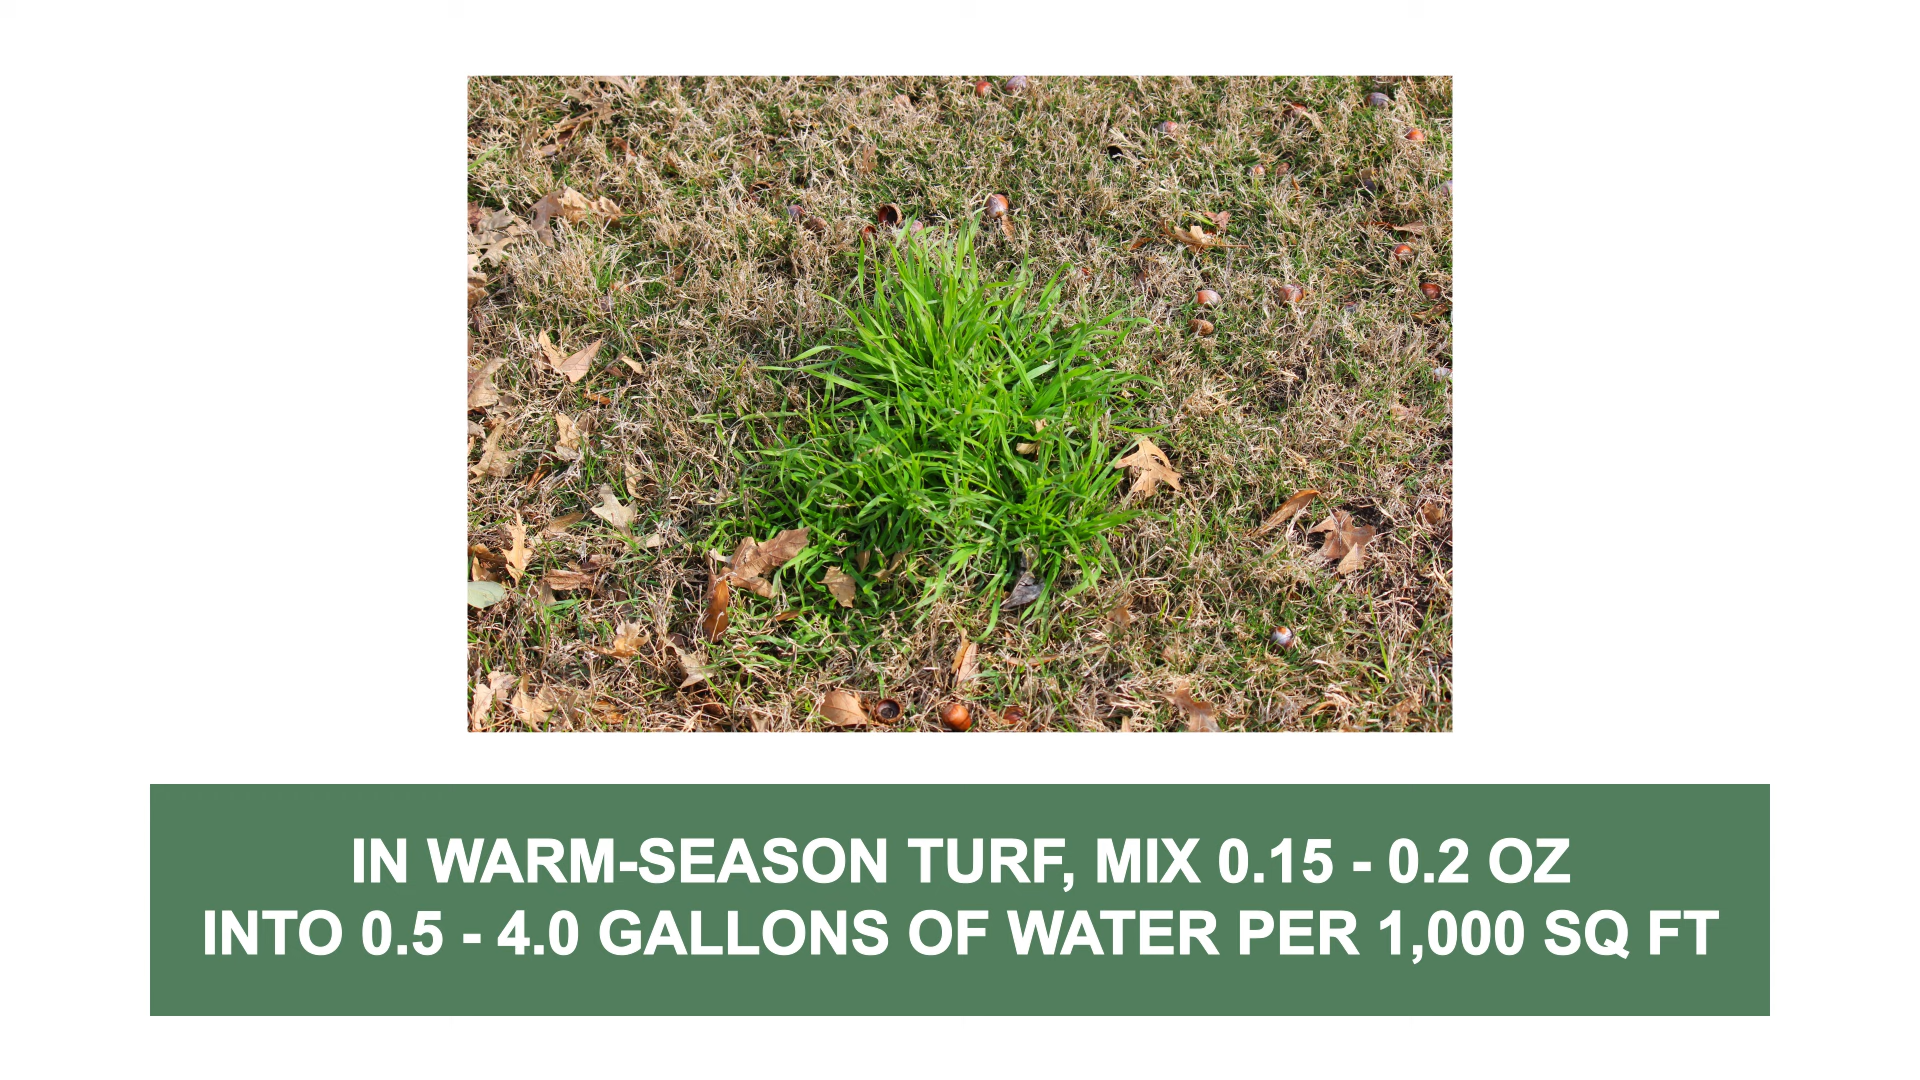 IN WARM-SEASON TURF, MIX 0.15 - 0.2 OZ
INTO 0.5 - 4.0 GALLONS OF WATER PER 1,000 SQ FT